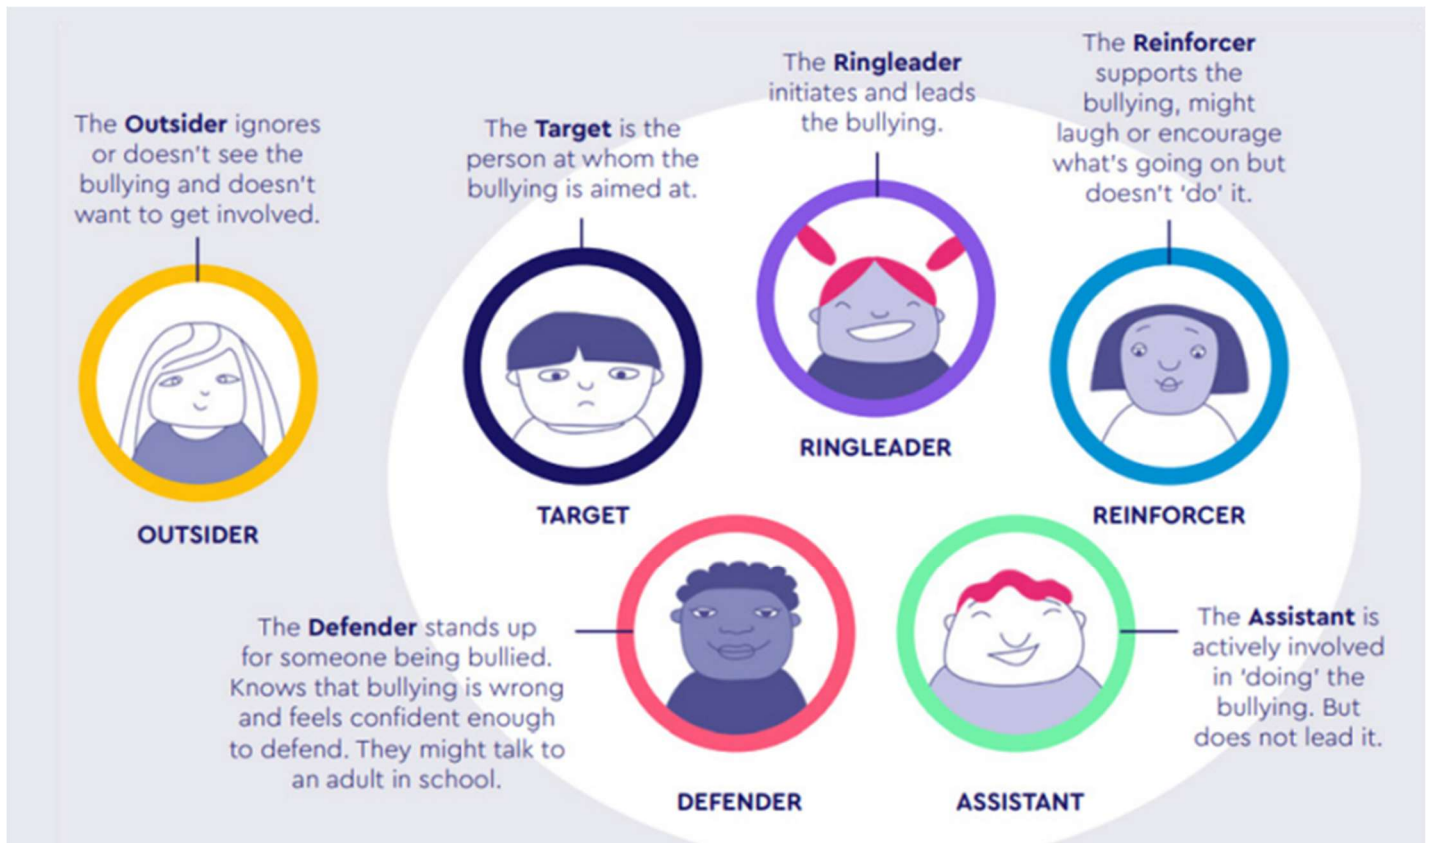 The Outsider ignores
or doesn't see the
bullying and doesn't
want to get involved.
OUTSIDER
The Target is the
person at whom the
bullying is aimed at.
TARGET
The Ringleader
initiates and leads
the bullying.
RINGLEADER
The Reinforcer
supports the
bullying, might
laugh or encourage
what's going on but
doesn't 'do' it.
REINFORCER
The Defender stands up
for someone being bullied.
Knows that bullying is wrong
and feels confident enough
to defend. They might talk to
an adult in school.
DEFENDER
The Assistant is
actively involved
in 'doing' the
bullying. But
does not lead it.
ASSISTANT